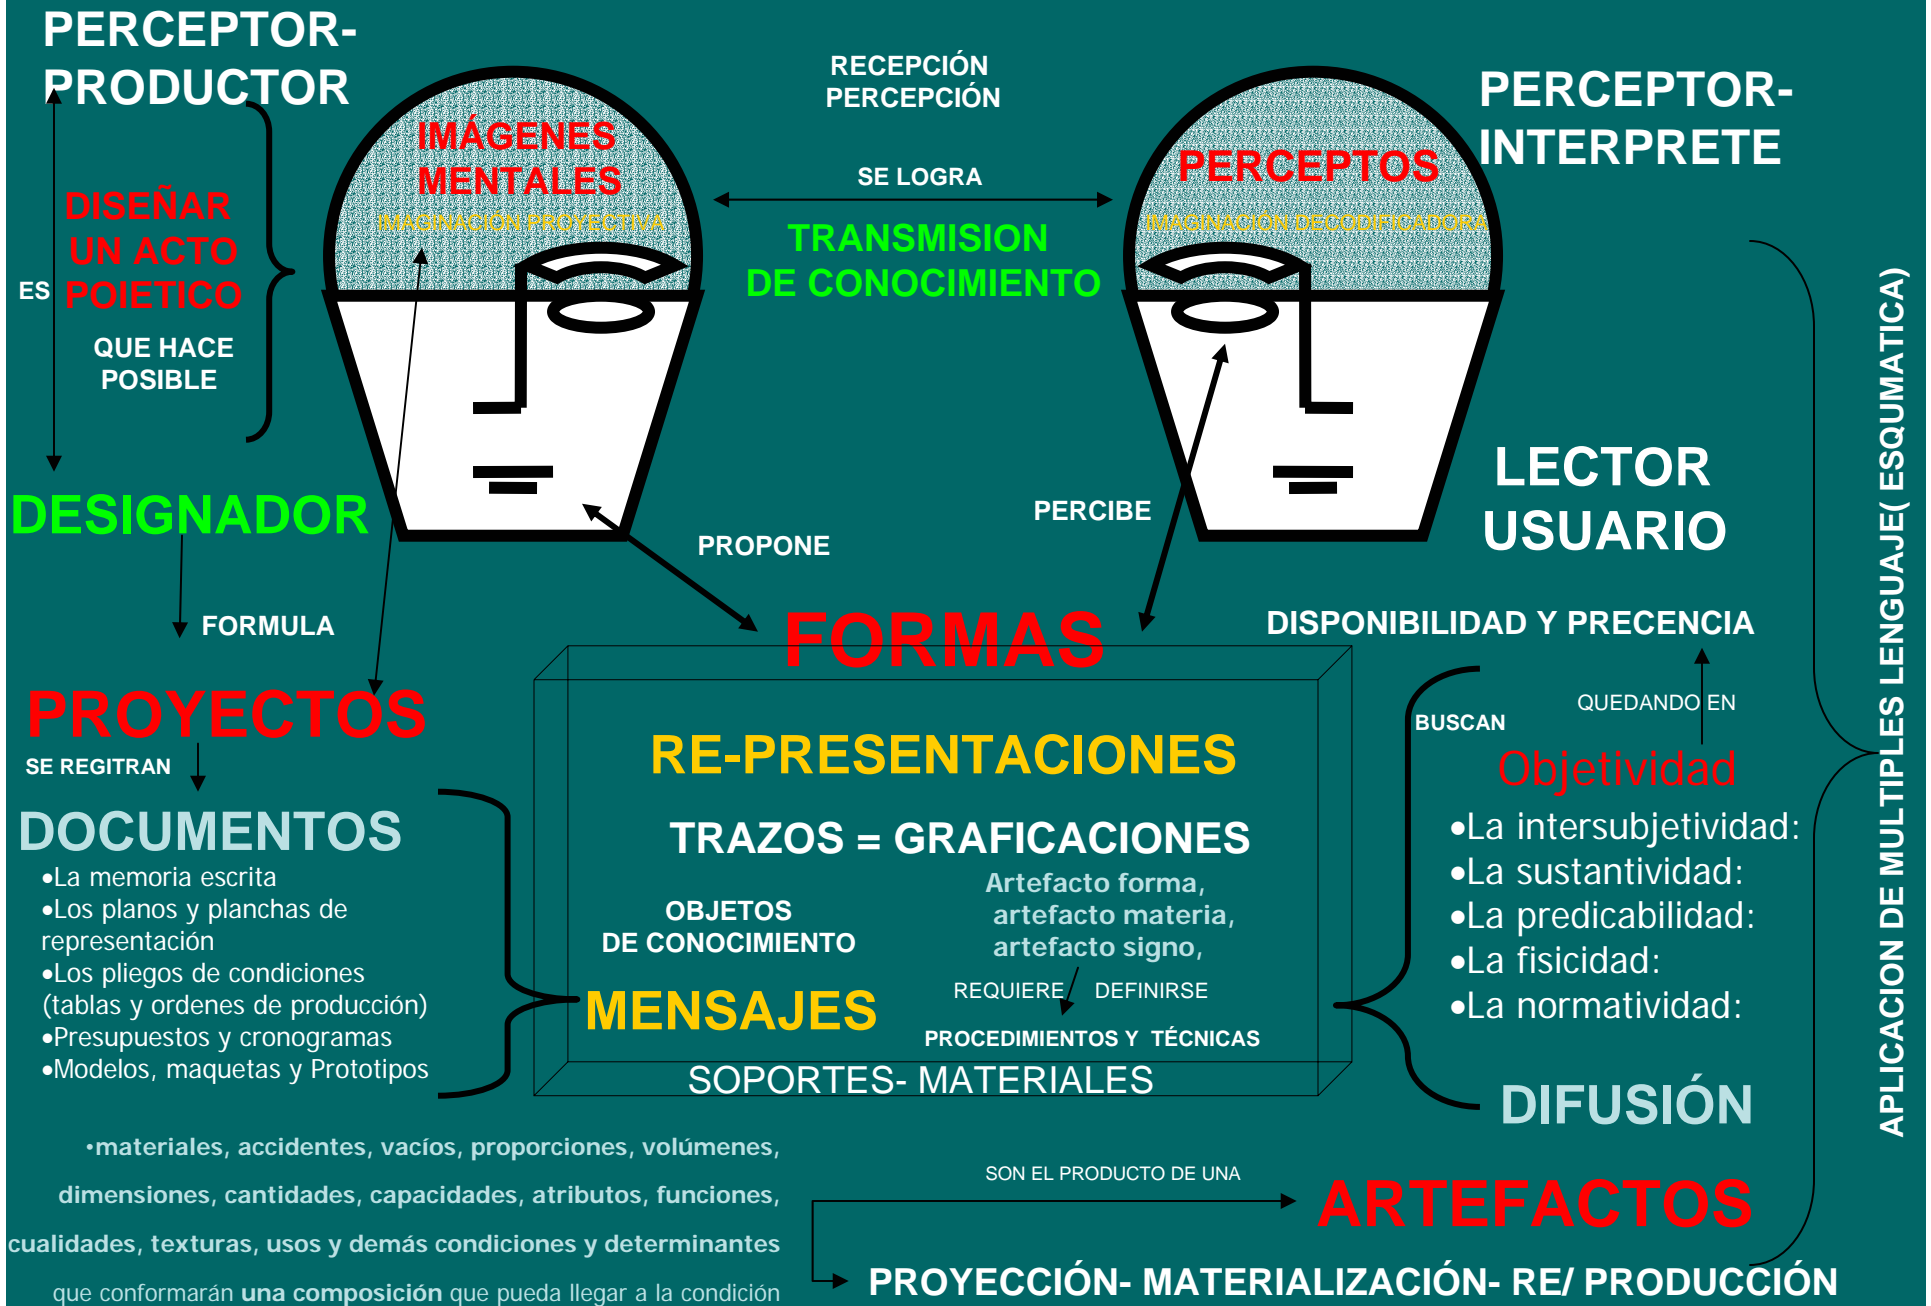 PERCEPTOR-
PRODUCTOR
ES
DISEÑAR
UN ACTO
POIETICO
QUE HACE
POSIBLE
DESIGNADOR
FORMULA
PROYECTOS
SE REGITRAN
DOCUMENTOS
•La memoria escrita
•Los planos y planchas de
representación
•Los pliegos de condiciones
(tablas y ordenes de producción)
•Presupuestos y cronogramas
•Modelos, maquetas y Prototipos
IMÁGENES
MENTALES
IMAGINACIÓN PROYECTIVA
RECEPCIÓN
PERCEPCIÓN
SE LOGRA
TRANSMISION
DE CONOCIMIENTO
PERCEPTOS
IMAGINACIÓN DECODIFICADORA
PERCEPTOR-
INTERPRETE
LECTOR
USUARIO
PROPONE
PERCIBE
FORMAS
RE-PRESENTACIONES
TRAZOS = GRAFICACIONES
OBJETOS
DE CONOCIMIENTO
MENSAJES
Artefacto forma,
artefacto materia,
artefacto signo,
REQUIERE DEFINIRSE
PROCEDIMIENTOS Y TÉCNICAS
SOPORTES- MATERIALES
DISPONIBILIDAD Y PRECENCIA
QUEDANDO EN
BUSCAN
Objetividad
•La intersubjetividad:
•La sustantividad:
•La predicabilidad:
•La fisicidad:
•La normatividad:
DIFUSIÓN
APLICACION DE MULTIPLES LENGUAJE( ESQUMATICA)
•materiales, accidentes, vacíos, proporciones, volúmenes,
dimensiones, cantidades, capacidades, atributos, funciones,
cualidades, texturas, usos y demás condiciones y determinantes
que conformarán una composición que pueda llegar a la condición
SON EL PRODUCTO DE UNA
ARTEFACTOS
PROYECCIÓN- MATERIALIZACIÓN- RE/ PRODUCCIÓN